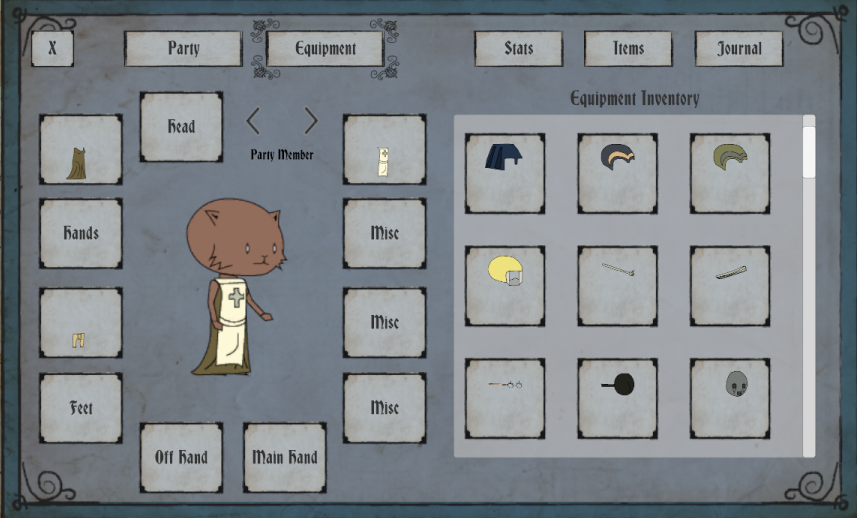 X
Party
Equipment
Stats
Items
Journal
Equipment Inventory
Head
Party Member
Hands
Misc
Misc
Feet
Misc
Off Hand
Main Hand